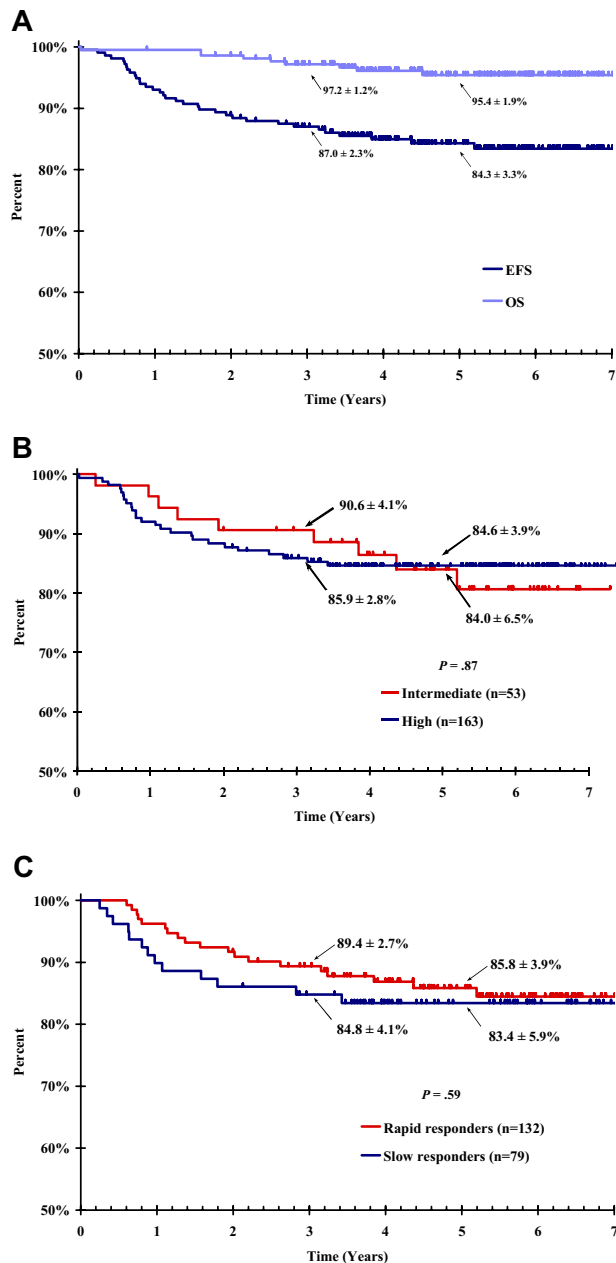 A
100%
90%
80%
70%
60%
50%
Percent
97.2 ± 1.2%
95.4 ± 1.9%
87.0 ± 2.3%
84.3 ± 3.3%
EFS
OS
0 1 2 3 4 5 6 7
Time (Years)
B
100%
90%
80%
70%
60%
50%
Percent
90.6 ± 4.1%
84.6 ± 3.9%
85.9 ± 2.8%
84.0 ± 6.5%
P = .87
Intermediate (n=53)
High (n=163)
0 1 2 3 4 5 6 7
Time (Years)
C
100%
90%
80%
70%
60%
50%
Percent
89.4 ± 2.7%
85.8 ± 3.9%
84.8 ± 4.1%
83.4 ± 5.9%
P = .59
Rapid responders (n=132)
Slow responders (n=79)
0 1 2 3 4 5 6 7
Time (Years)